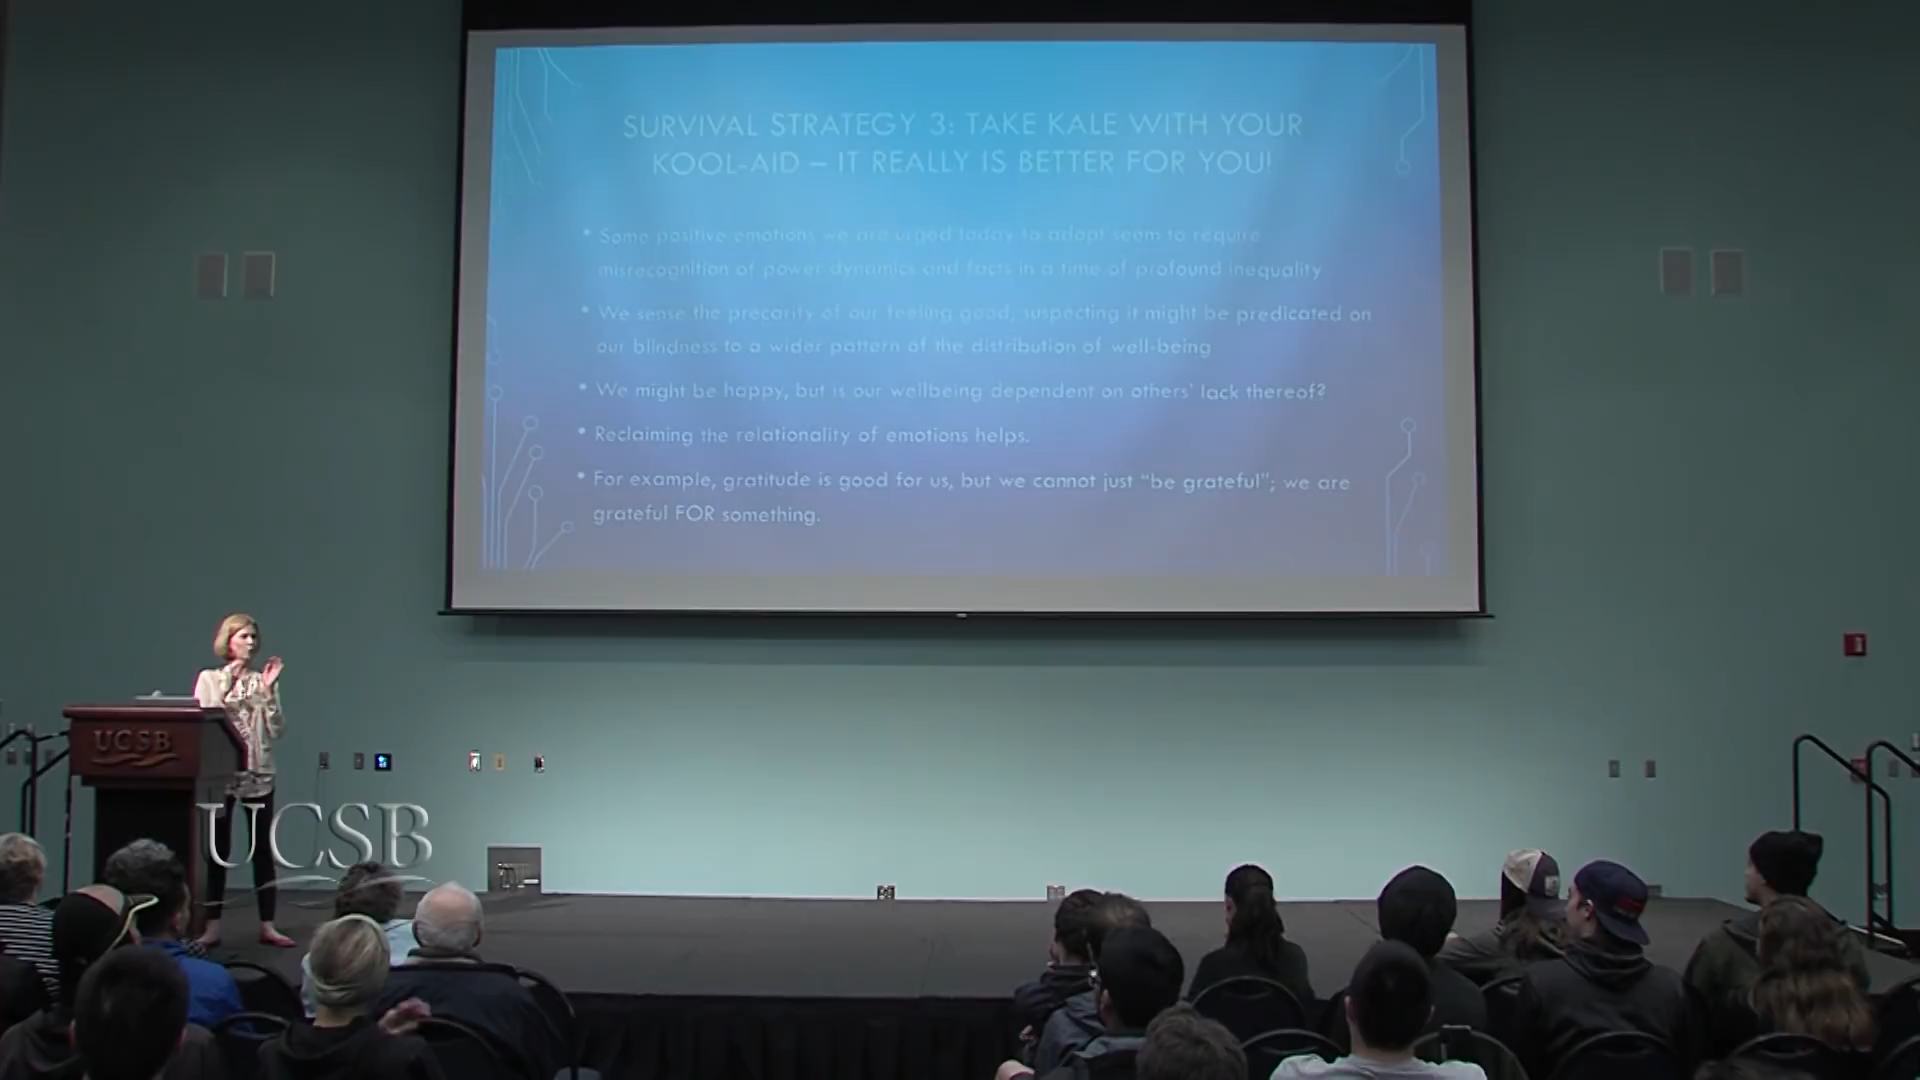 SURVIVAL STRATEGY 3: TAKE KALE WITH YOUR
KOOL-AID – IT REALLY IS BETTER FOR YOU!
• Some positive emotions we are urged today to adopt seem to require
misrecognition of power dynamics and facts in a time of profound inequality
• We sense the precarity of our feeling good, suspecting it might be predicated on
our blindness to a wider pattern of the distribution of well-being
• We might be happy, but is our wellbeing dependent on others' lack thereof?
• Reclaiming the relationality of emotions helps.
• For example, gratitude is good for us, but we cannot just "be grateful"; we are
grateful FOR something.
UCSB
UCSB